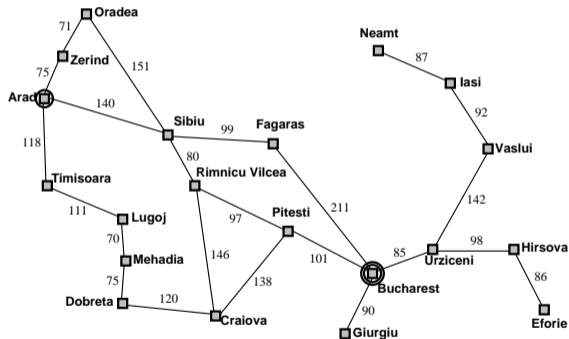 Oradea
71
Neamt
Zerind
87
151
Iasi
75
Arad
140
92
Sibiu
99
Fagaras
118
80
Vaslui
Timisoara
Rimnicu Vilcea
111
211
142
Lugoj
97
Pitesti
70
98
Hirsova
146
85
Mehadia
101
Urziceni
138
86
75
Bucharest
Dobreta
120
90
Craiova
Eforie
Giurgiu